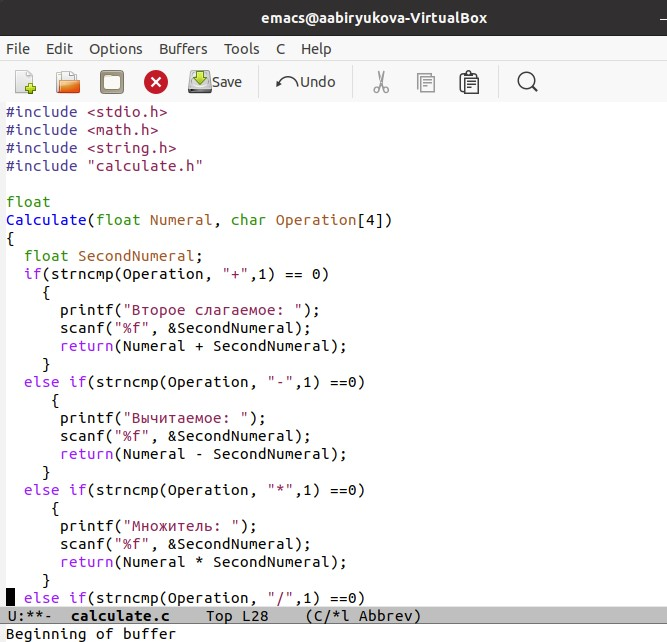 emacs@aabiryukova-VirtualBox
File Edit Options Buffers Tools C Help
Save Undo
#include <stdio.h>
#include <math.h>
#include <string.h>
#include "calculate.h"

float
Calculate(float Numeral, char Operation[4])
{
  float SecondNumeral;
  if(strncmp(Operation, "+",1) == 0)
    {
      printf("Второе слагаемое: ");
      scanf("%f", &SecondNumeral);
      return(Numeral + SecondNumeral);
    }
  else if(strncmp(Operation, "-",1) ==0)
     {
      printf("Вычитаемое: ");
      scanf("%f", &SecondNumeral);
      return(Numeral - SecondNumeral);
    }
  else if(strncmp(Operation, "*",1) ==0)
     {
      printf("Множитель: ");
      scanf("%f", &SecondNumeral);
      return(Numeral * SecondNumeral);
    }
  else if(strncmp(Operation, "/",1) ==0)
U:**-  calculate.c    Top L28    (C/*l Abbrev)
Beginning of buffer